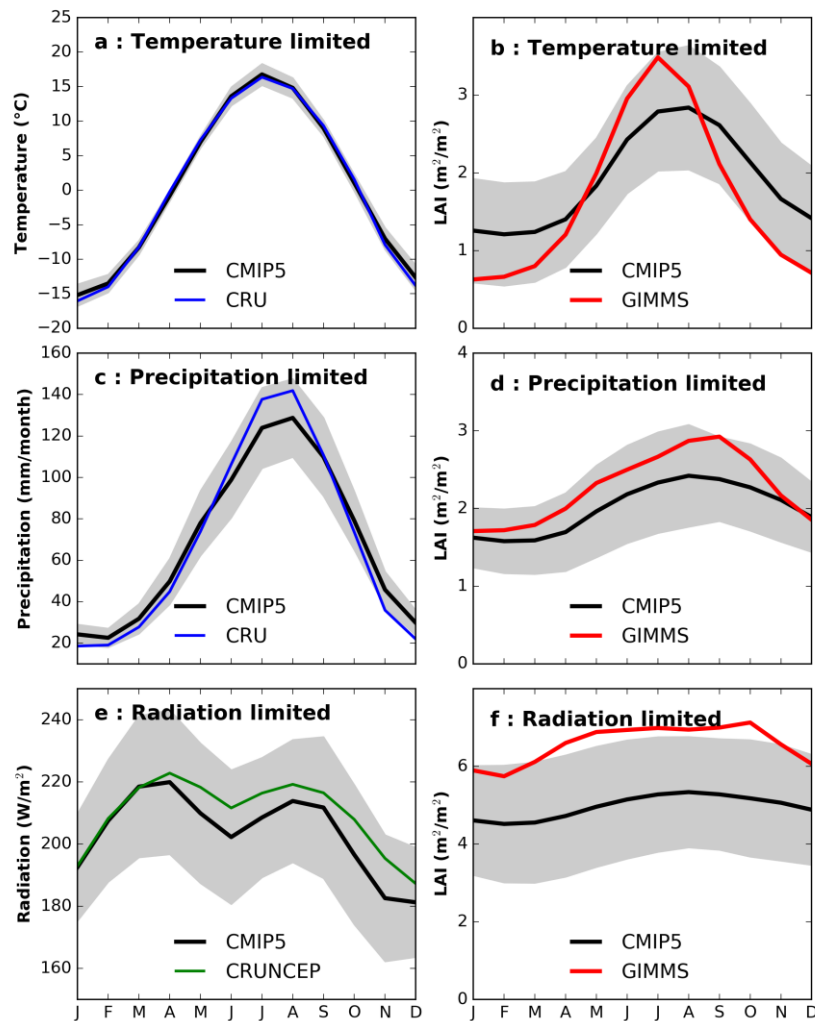 a : Temperature limited
Temperature (°C)
25
20
15
10
5
0
−5
−10
−15
−20
CMIP5
CRU
b : Temperature limited
LAI (m²/m²)
3
2
1
0
CMIP5
GIMMS
c : Precipitation limited
Precipitation (mm/month)
160
140
120
100
80
60
40
20
CMIP5
CRU
d : Precipitation limited
LAI (m²/m²)
4
3
2
1
0
CMIP5
GIMMS
e : Radiation limited
Radiation (W/m²)
240
220
200
180
160
CMIP5
CRUNCEP
J F M A M J J A S O N D
f : Radiation limited
LAI (m²/m²)
8
6
4
2
0
CMIP5
GIMMS
J F M A M J J A S O N D